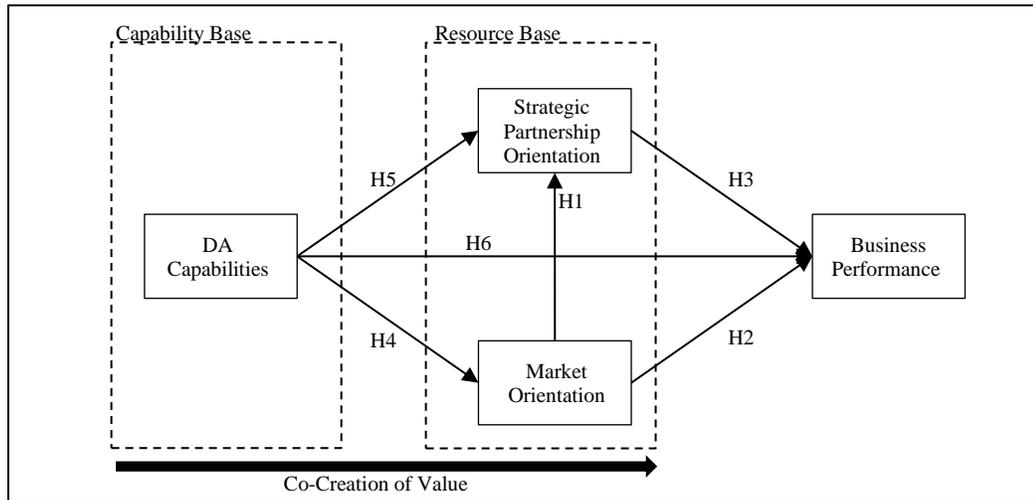 Capability Base
Resource Base
Strategic
Partnership
Orientation
H5
H3
H1
DA
Capabilities
H6
Business
Performance
H4
H2
Market
Orientation
Co-Creation of Value